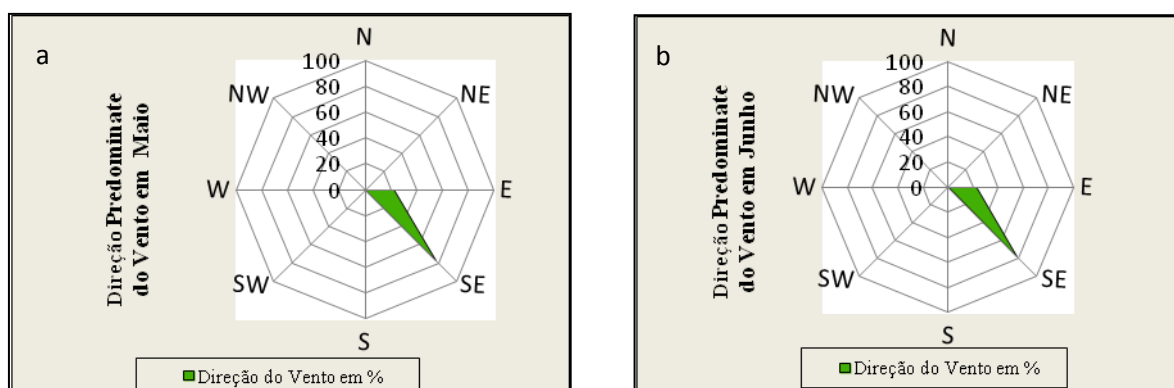 a
Direção Predominate
do Vento em Maio
N
NE
E
SE
S
SW
W
NW
100
80
60
40
20
0
Direção do Vento em %
b
Direção Predominate
do Vento em Junho
N
NE
E
SE
S
SW
W
NW
100
80
60
40
20
0
Direção do Vento em %